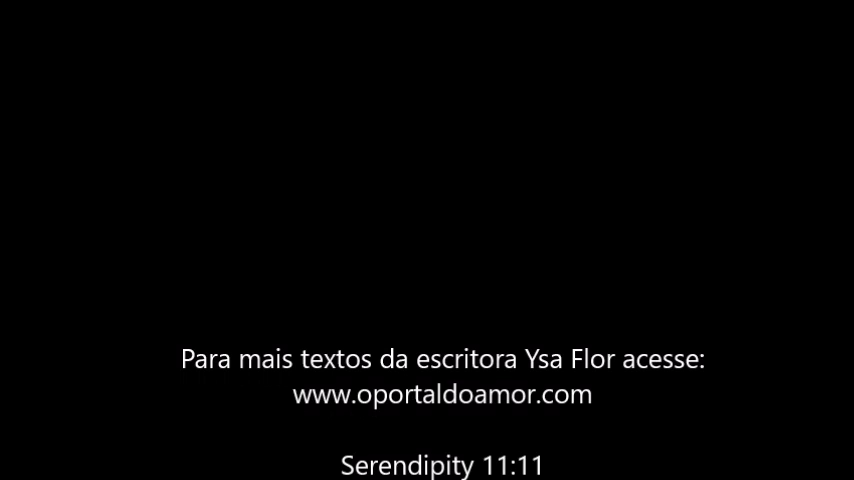 Para mais textos da escritora Ysa Flor acesse:
www.oportaldoamor.com
Serendipity 11:11